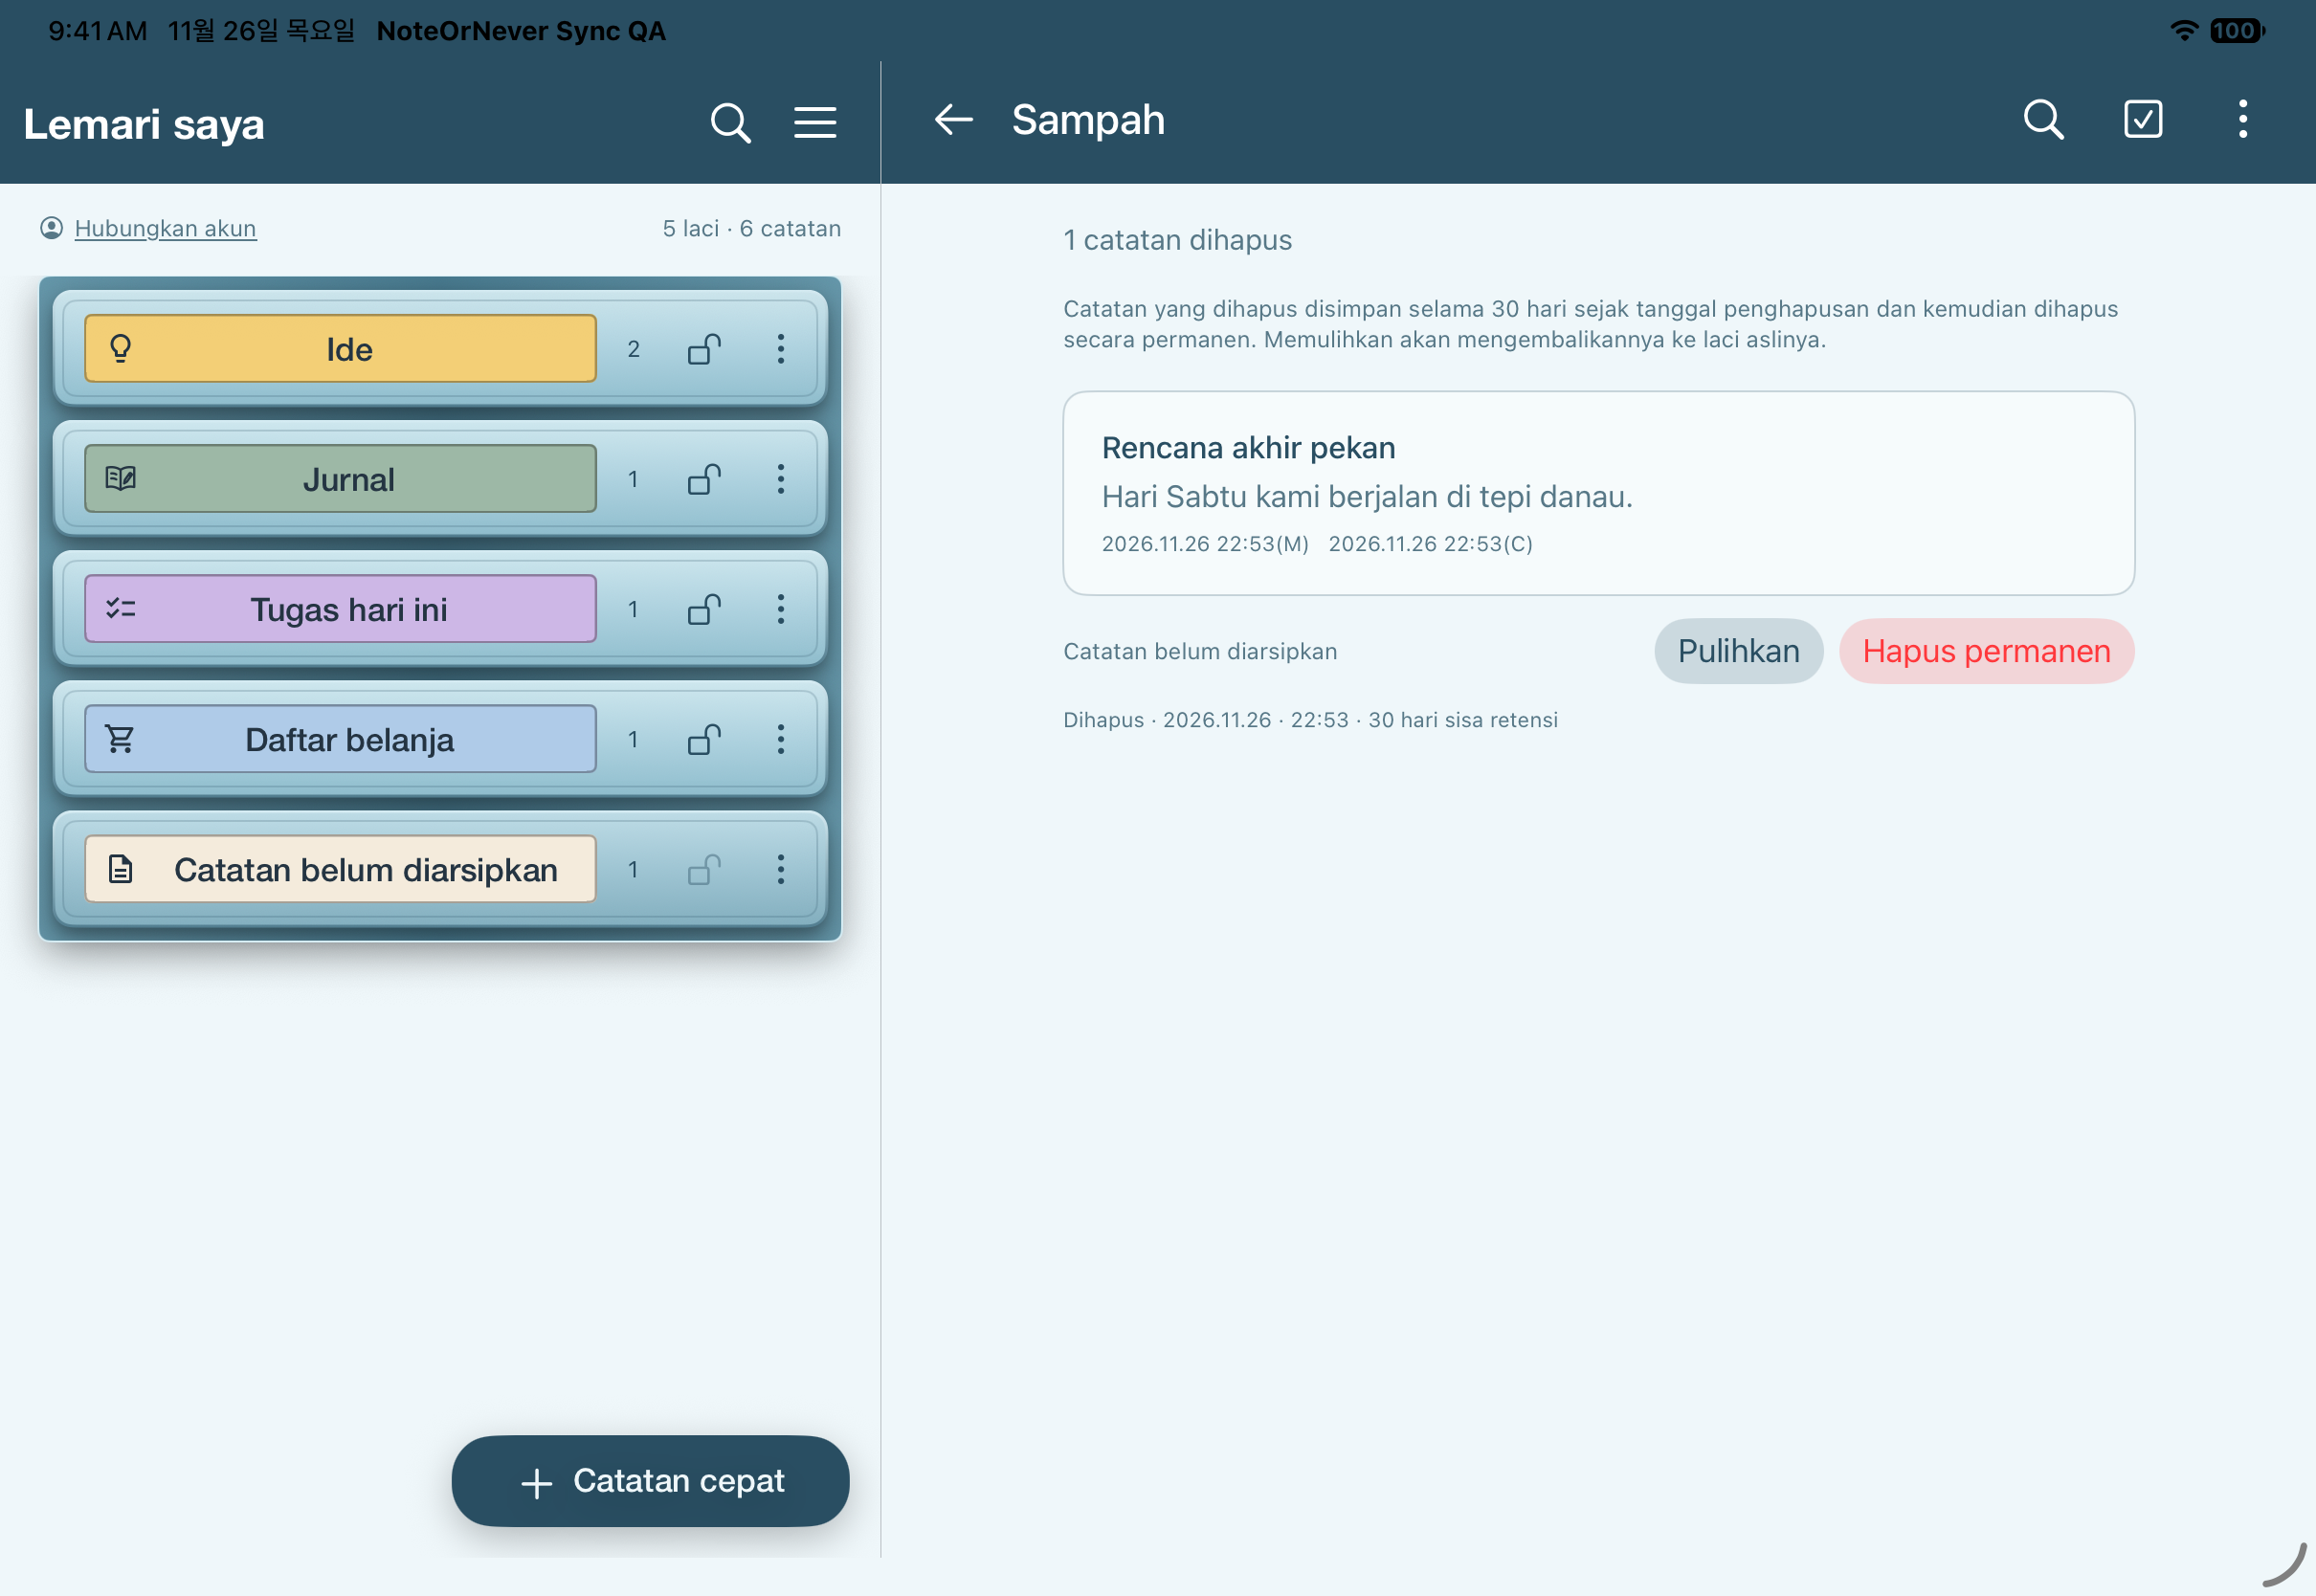 9:41 AM 11월 26일 목요일 NoteOrNever Sync QA
100
Lemari saya
Hubungkan akun
5 laci · 6 catatan
Ide
2
Jurnal
1
Tugas hari ini
1
Daftar belanja
1
Catatan belum diarsipkan
1
Catatan cepat
Sampah
1 catatan dihapus
Catatan yang dihapus disimpan selama 30 hari sejak tanggal penghapusan dan kemudian dihapus
secara permanen. Memulihkan akan mengembalikannya ke laci aslinya.
Rencana akhir pekan
Hari Sabtu kami berjalan di tepi danau.
2026.11.26 22:53(M) 2026.11.26 22:53(C)
Catatan belum diarsipkan
Pulihkan
Hapus permanen
Dihapus · 2026.11.26 · 22:53 · 30 hari sisa retensi